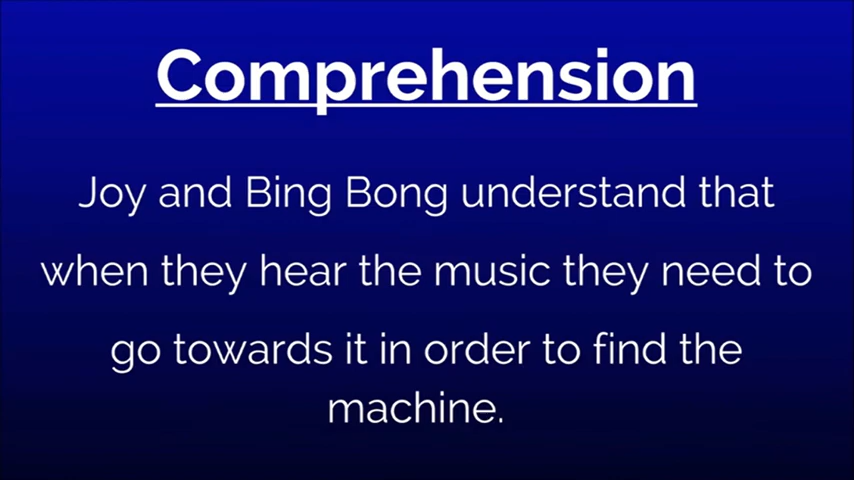 Comprehension
Joy and Bing Bong understand that
when they hear the music they need to
go towards it in order to find the
machine.